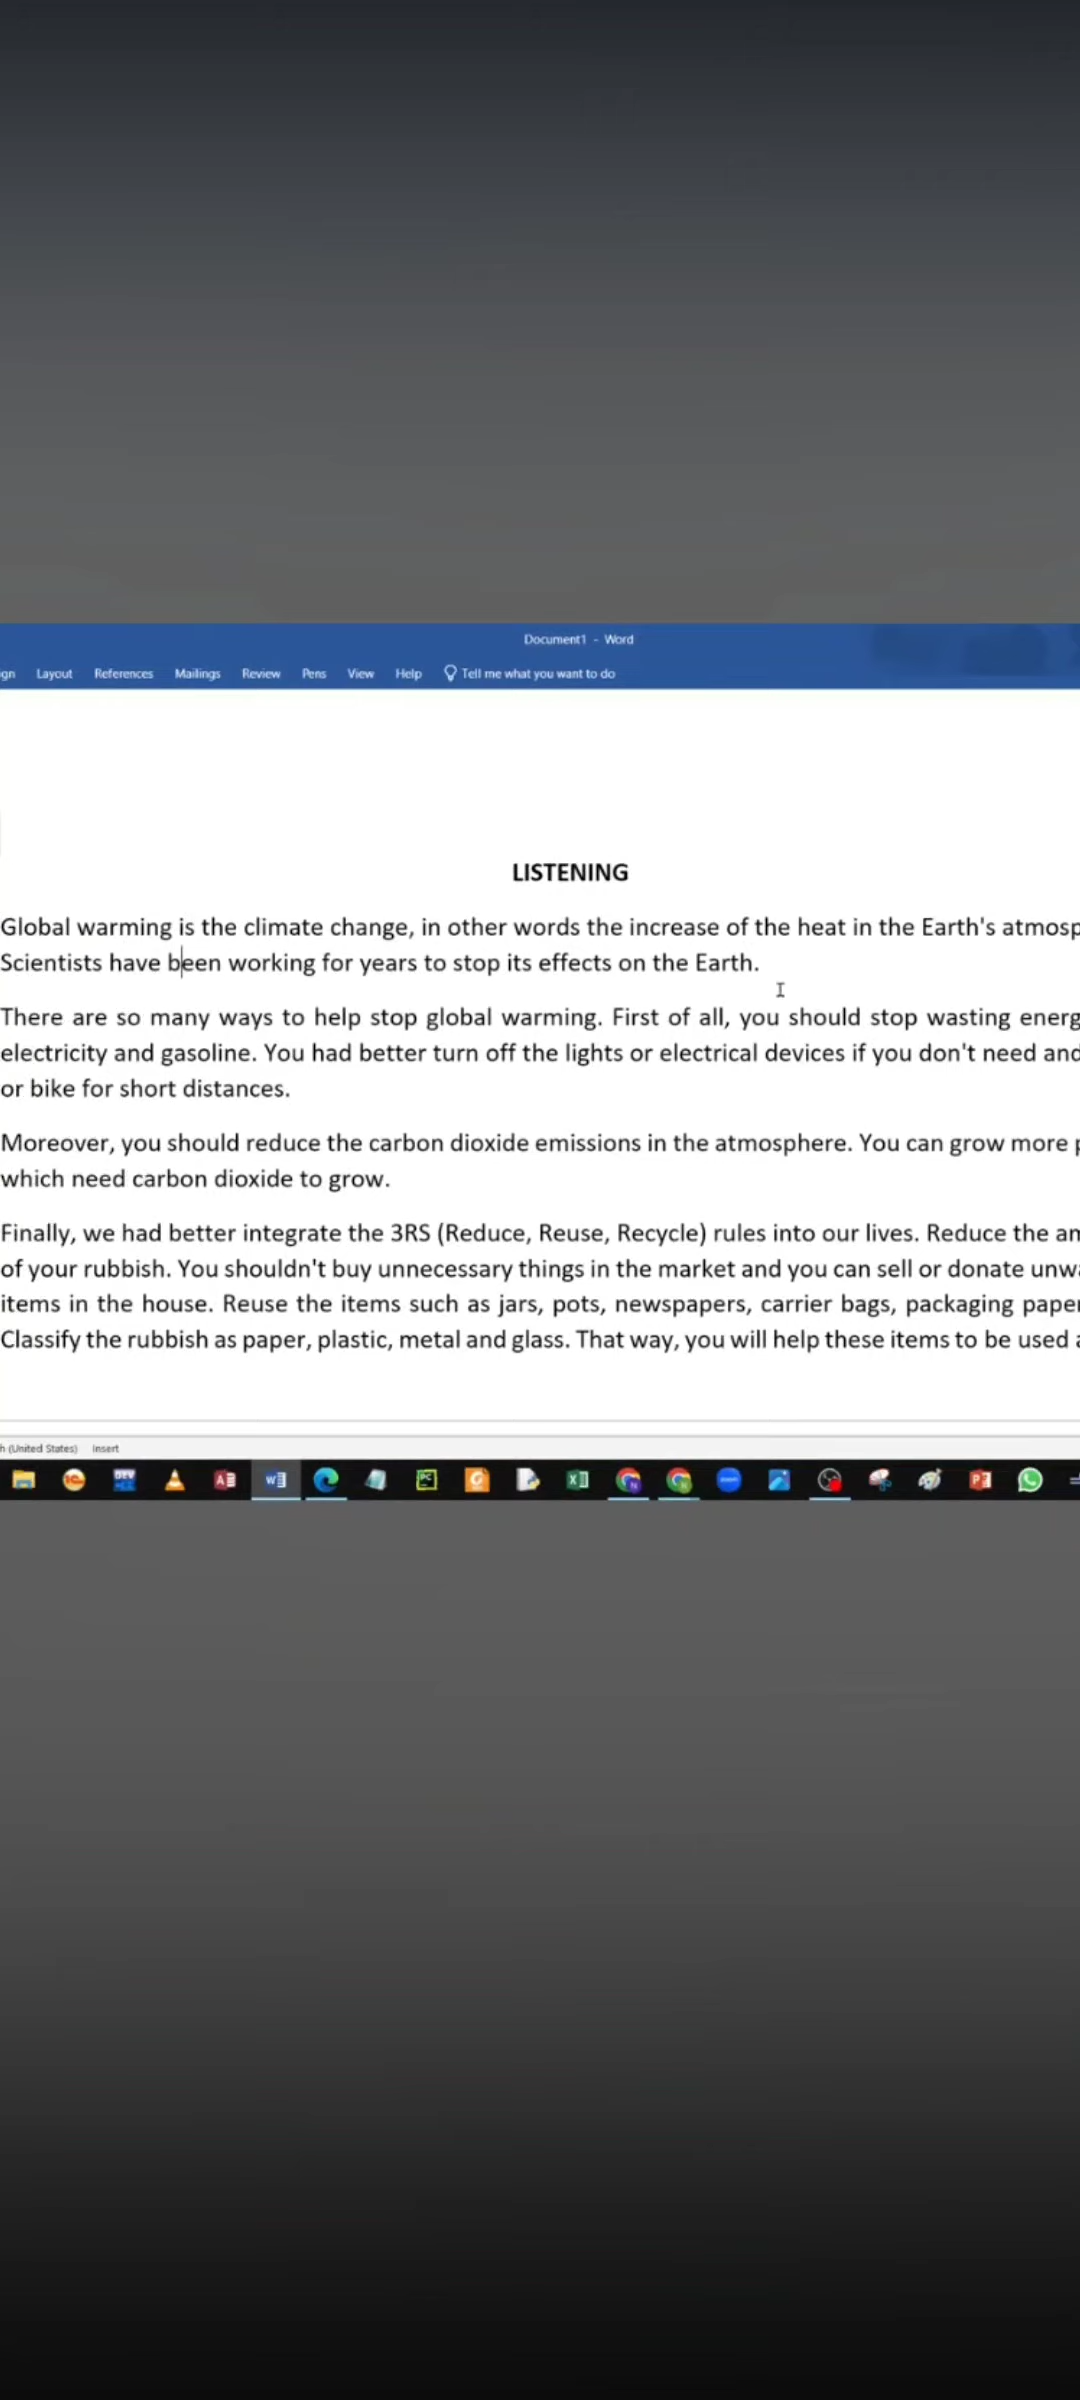 Document1 - Word
Layout References Mailings Review Pens View Help Tell me what you want to do
LISTENING
Global warming is the climate change, in other words the increase of the heat in the Earth's
Scientists have been working for years to stop its effects on the Earth.
There are so many ways to help stop global warming. First of all, you should stop wasting
electricity and gasoline. You had better turn off the lights or electrical devices if you don't need and
or bike for short distances.
Moreover, you should reduce the carbon dioxide emissions in the atmosphere. You can grow more
which need carbon dioxide to grow.
Finally, we had better integrate the 3RS (Reduce, Reuse, Recycle) rules into our lives. Reduce the
of your rubbish. You shouldn't buy unnecessary things in the market and you can sell or donate
items in the house. Reuse the items such as jars, pots, newspapers, carrier bags, packaging paper
Classify the rubbish as paper, plastic, metal and glass. That way, you will help these items to be used
(United States) Insert